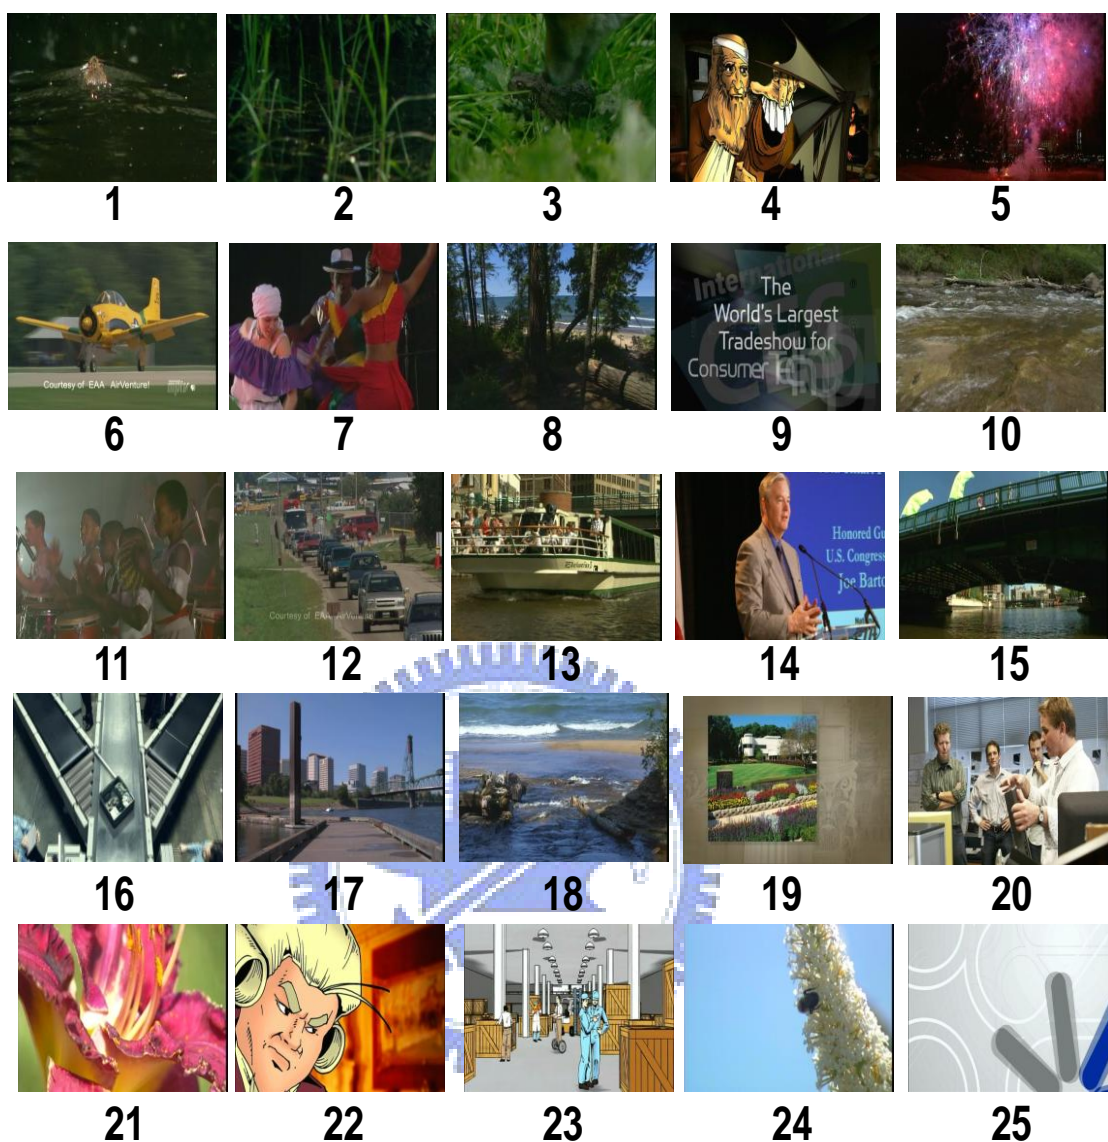 1 2 3 4 5
Courtesy of EAA AirVenture!
International
The
World's Largest
Tradeshow for
Consumer
6 7 8 9 10
Courtesy of EAA AirVenture!
Honored Gu
U.S. Congress
Joe Barto
11 12 13 14 15
16 17 18 19 20
21 22 23 24 25